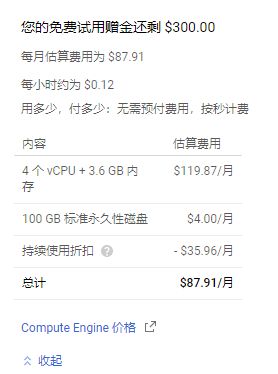 您的免费试用赠金还剩 $300.00
每月估算费用为 $87.91
每小时约为 $0.12
用多少，付多少：无需预付费用，按秒计费
内容 估算费用
4 个 vCPU + 3.6 GB 内 $119.87/月
存
100 GB 标准永久性磁盘 $4.00/月
持续使用折扣 ? - $35.96/月
总计 $87.91/月
Compute Engine 价格
收起